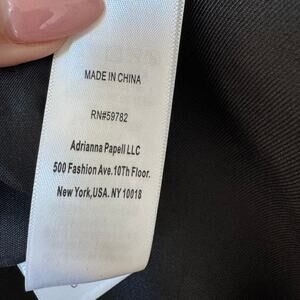 MADE IN CHINA
RN#59782
Adrianna Papell LLC
500 Fashion Ave.10Th Floor.
New York,USA. NY 10018